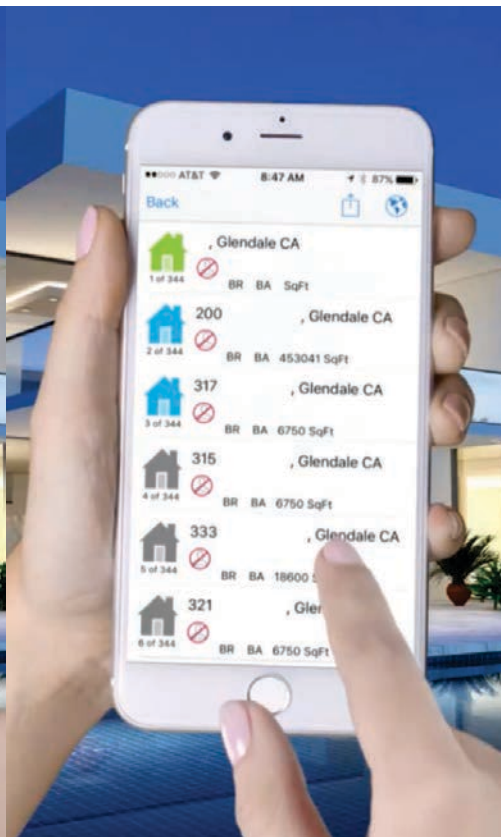 AT&T 8:47 AM 87%
Back
, Glendale CA
1 of 344 BR BA SqFt
200 , Glendale CA
2 of 344 BR BA 453041 SqFt
317 , Glendale CA
3 of 344 BR BA 6750 SqFt
315 , Glendale CA
4 of 344 BR BA 6750 SqFt
333 , Glendale CA
5 of 344 BR BA 18600 S
321 , Gle
6 of 344 BR BA 6750 SqFt